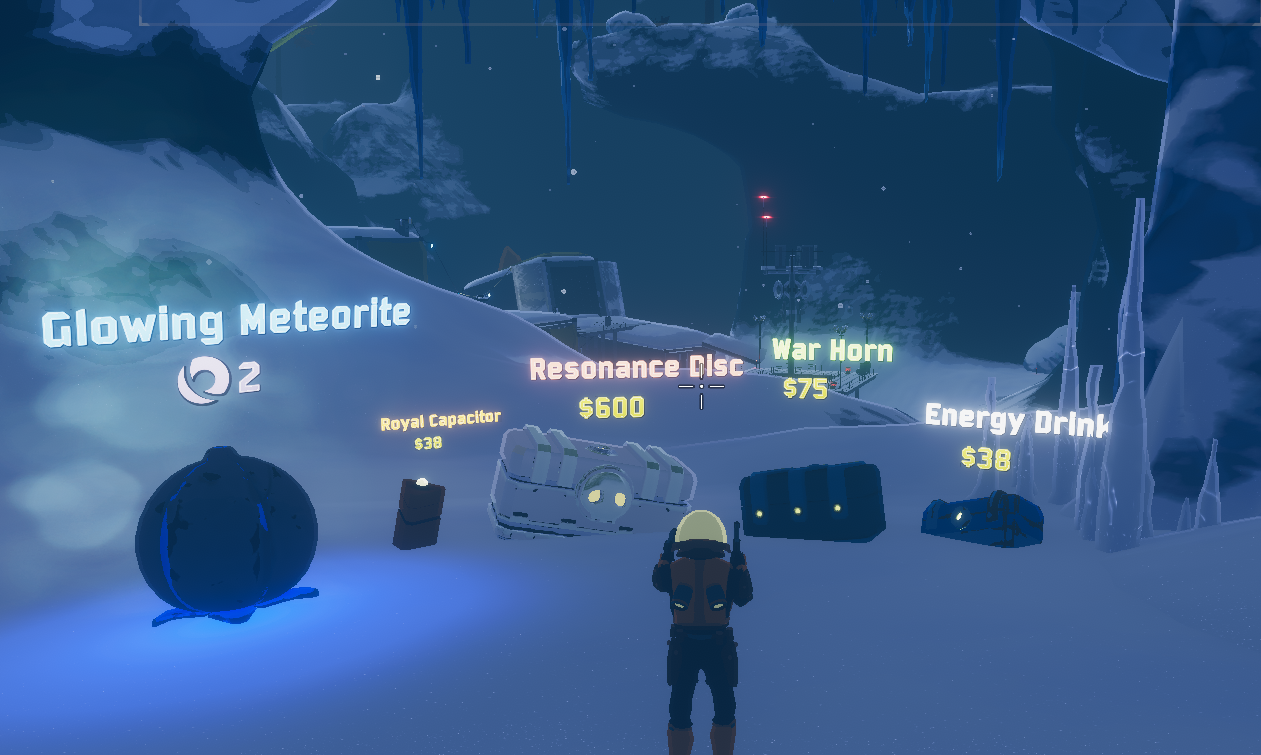 Glowing Meteorite
2
Royal Capacitor
$38
Resonance Disc
$600
War Horn
$75
Energy Drink
$38